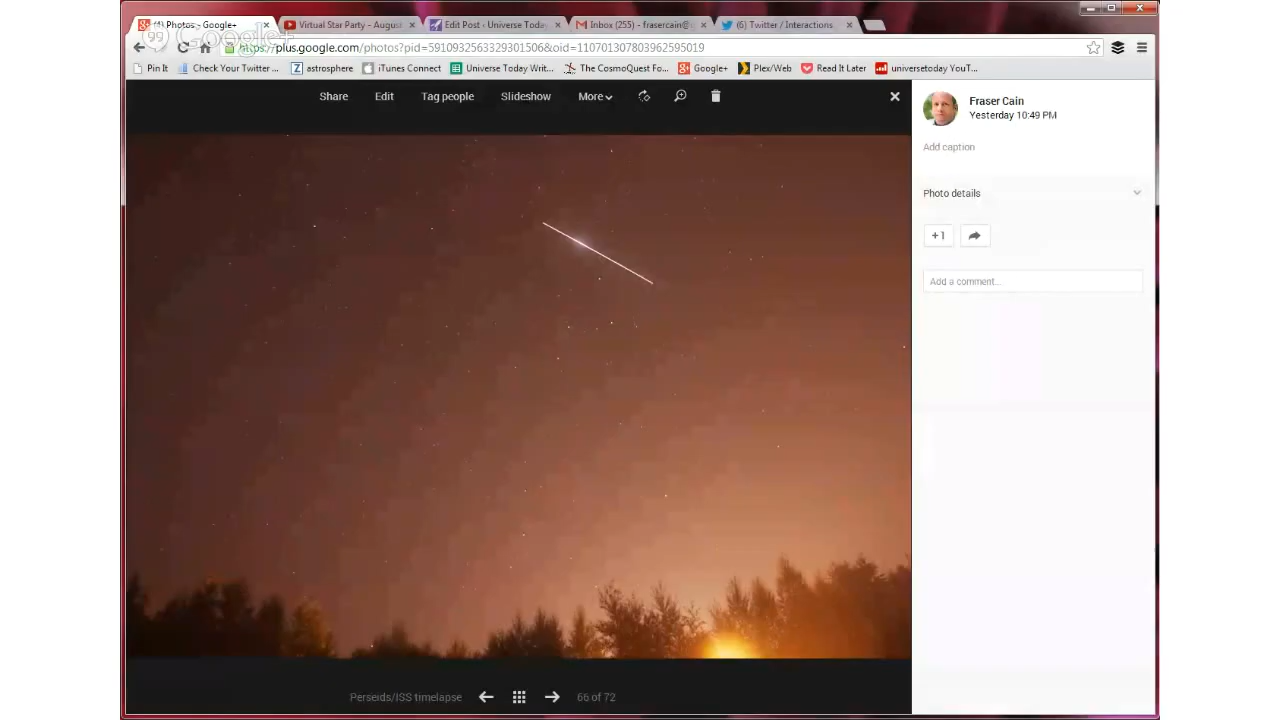 (4) Photos - Google+
Virtual Star Party - August
Edit Post ‹ Universe Toda
Inbox (255) - frasercain@
(6) Twitter / Interactions
Google+
https://plus.google.com/photos?pid=5910932563329301506&oid=110701307803962595019
Pin It
Check Your Twitter ...
astrosphere
iTunes Connect
Universe Today Writ...
The CosmoQuest Fo...
Google+
Plex/Web
Read It Later
universetoday YouT...
Share
Edit
Tag people
Slideshow
More
Fraser Cain
Yesterday 10:49 PM
Add caption
Photo details
+1
Add a comment...
Perseids/ISS timelapse
66 of 72